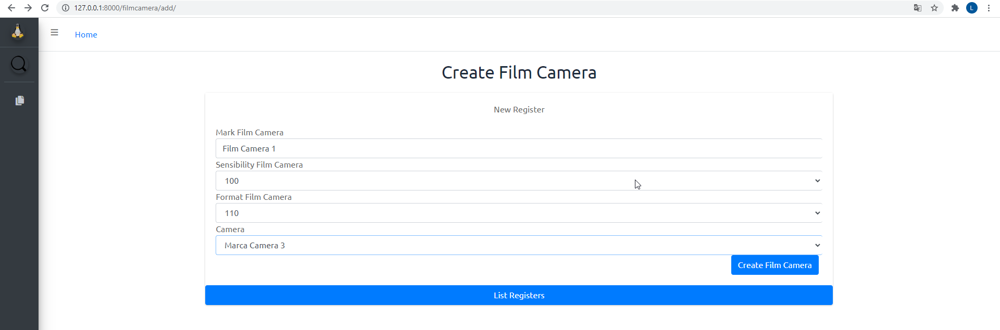 127.0.0.1:8000/filmcamera/add/
L
Home
Create Film Camera
New Register
Mark Film Camera
Film Camera 1
Sensibility Film Camera
100
Format Film Camera
110
Camera
Marca Camera 3
Create Film Camera
List Registers